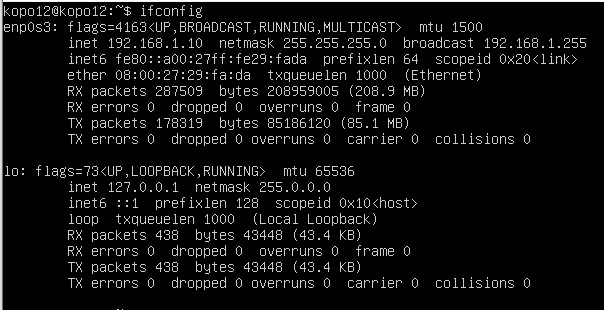 kopo12@kopo12:~$ ifconfig
enp0s3: flags=4163<UP,BROADCAST,RUNNING,MULTICAST>  mtu 1500
        inet 192.168.1.10  netmask 255.255.255.0  broadcast 192.168.1.255
        inet6 fe80::a00:27ff:fe29:fada  prefixlen 64  scopeid 0x20<link>
        ether 08:00:27:29:fa:da  txqueuelen 1000  (Ethernet)
        RX packets 287509  bytes 208959005 (208.9 MB)
        RX errors 0  dropped 0  overruns 0  frame 0
        TX packets 178319  bytes 85186120 (85.1 MB)
        TX errors 0  dropped 0 overruns 0  carrier 0  collisions 0

lo: flags=73<UP,LOOPBACK,RUNNING>  mtu 65536
        inet 127.0.0.1  netmask 255.0.0.0
        inet6 ::1  prefixlen 128  scopeid 0x10<host>
        loop  txqueuelen 1000  (Local Loopback)
        RX packets 438  bytes 43448 (43.4 KB)
        RX errors 0  dropped 0  overruns 0  frame 0
        TX packets 438  bytes 43448 (43.4 KB)
        TX errors 0  dropped 0 overruns 0  carrier 0  collisions 0